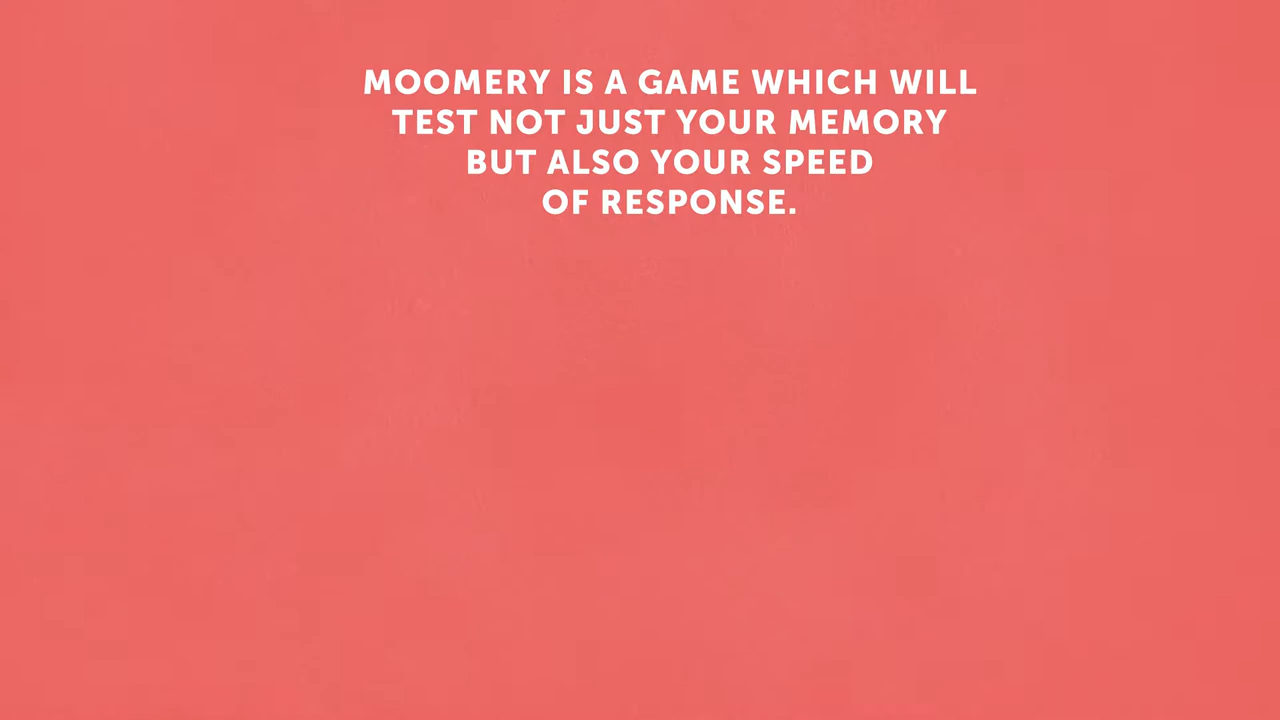 MOOMERY IS A GAME WHICH WILL
TEST NOT JUST YOUR MEMORY
BUT ALSO YOUR SPEED
OF RESPONSE.